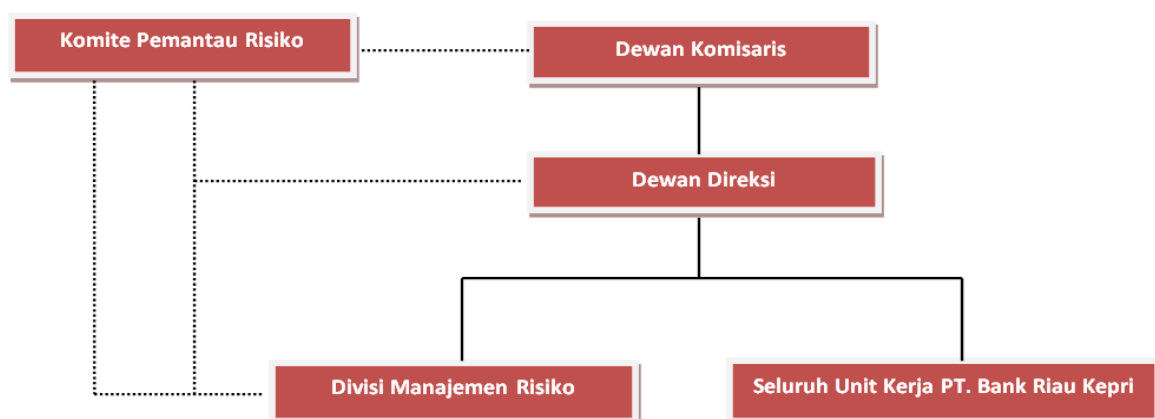 Komite Pemantau Risiko
Dewan Komisaris
Dewan Direksi
Divisi Manajemen Risiko
Seluruh Unit Kerja PT. Bank Riau Kepri